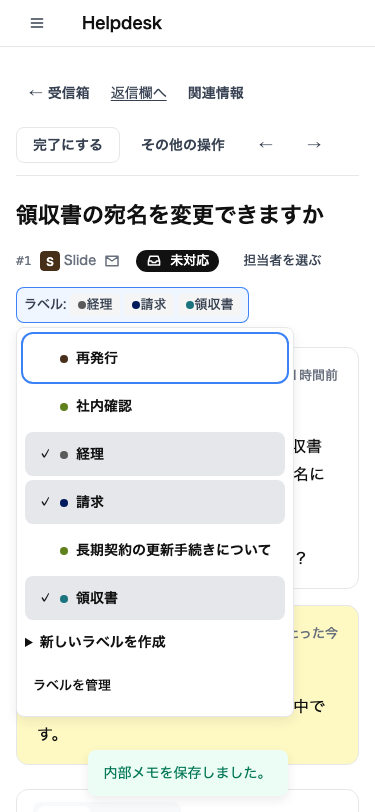 Helpdesk
← 受信箱 返信欄へ 関連情報
完了にする その他の操作 ← →
領収書の宛名を変更できますか
#1 S Slide 未対応 担当者を選ぶ
ラベル: 経理 請求 領収書
再発行
時間前
社内確認
収書
✓ 経理
名に
✓ 請求
長期契約の更新手続きについて
?
✓ 領収書
新しいラベルを作成
った今
ラベルを管理
中で
す。
内部メモを保存しました。